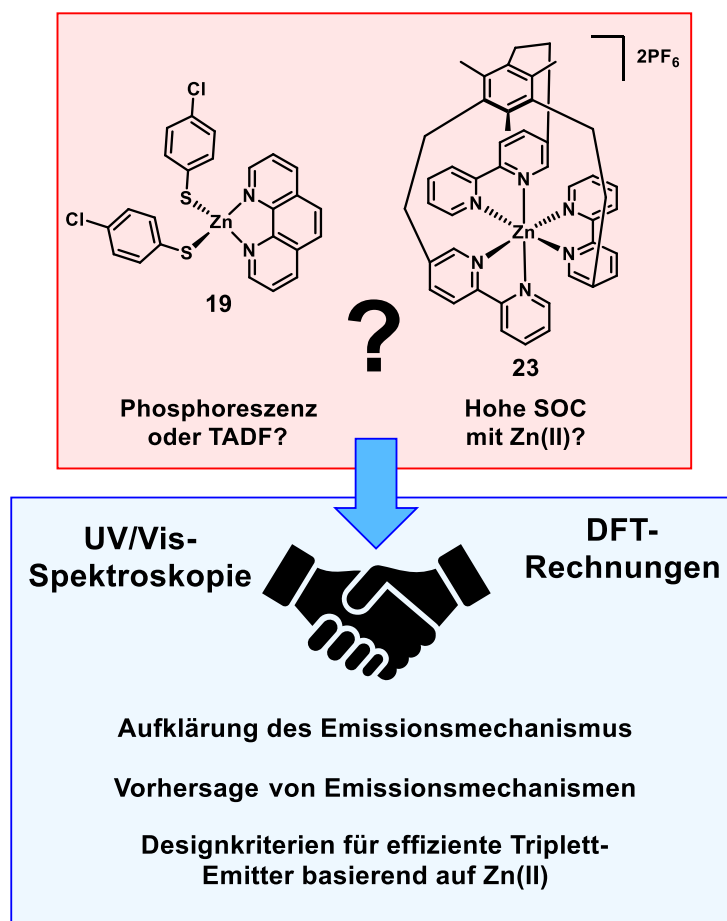 2PF6
Cl
Cl
S
N
Zn
S
N
19
N
N
N
Zn
N
N
N
23
?
Phosphoreszenz
oder TADF?
Hohe SOC
mit Zn(II)?
UV/Vis-
Spektroskopie
DFT-
Rechnungen
Aufklärung des Emissionsmechanismus
Vorhersage von Emissionsmechanismen
Designkriterien für effiziente Triplett-
Emitter basierend auf Zn(II)